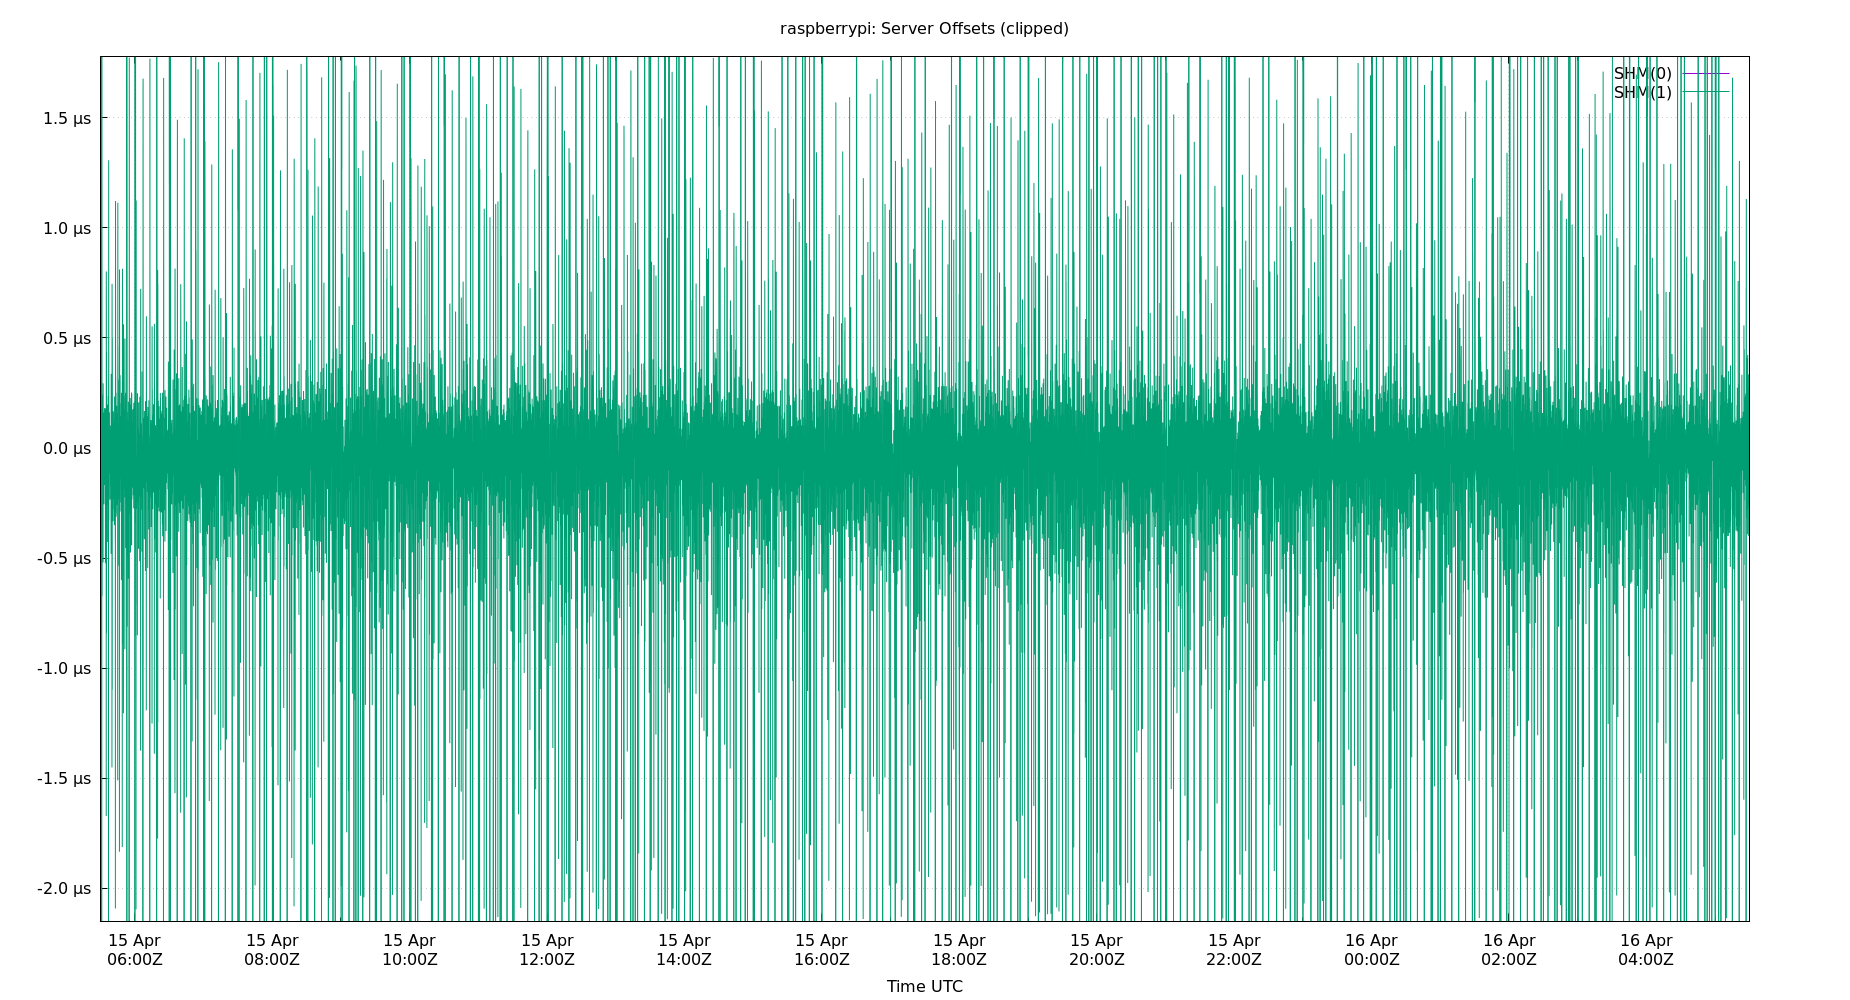 raspberrypi: Server Offsets (clipped)
SHM(0)
SHM(1)
1.5 µs
1.0 µs
0.5 µs
0.0 µs
-0.5 µs
-1.0 µs
-1.5 µs
-2.0 µs
15 Apr 15 Apr 15 Apr 15 Apr 15 Apr 15 Apr 15 Apr 15 Apr 15 Apr 16 Apr 16 Apr 16 Apr
06:00Z 08:00Z 10:00Z 12:00Z 14:00Z 16:00Z 18:00Z 20:00Z 22:00Z 00:00Z 02:00Z 04:00Z
Time UTC